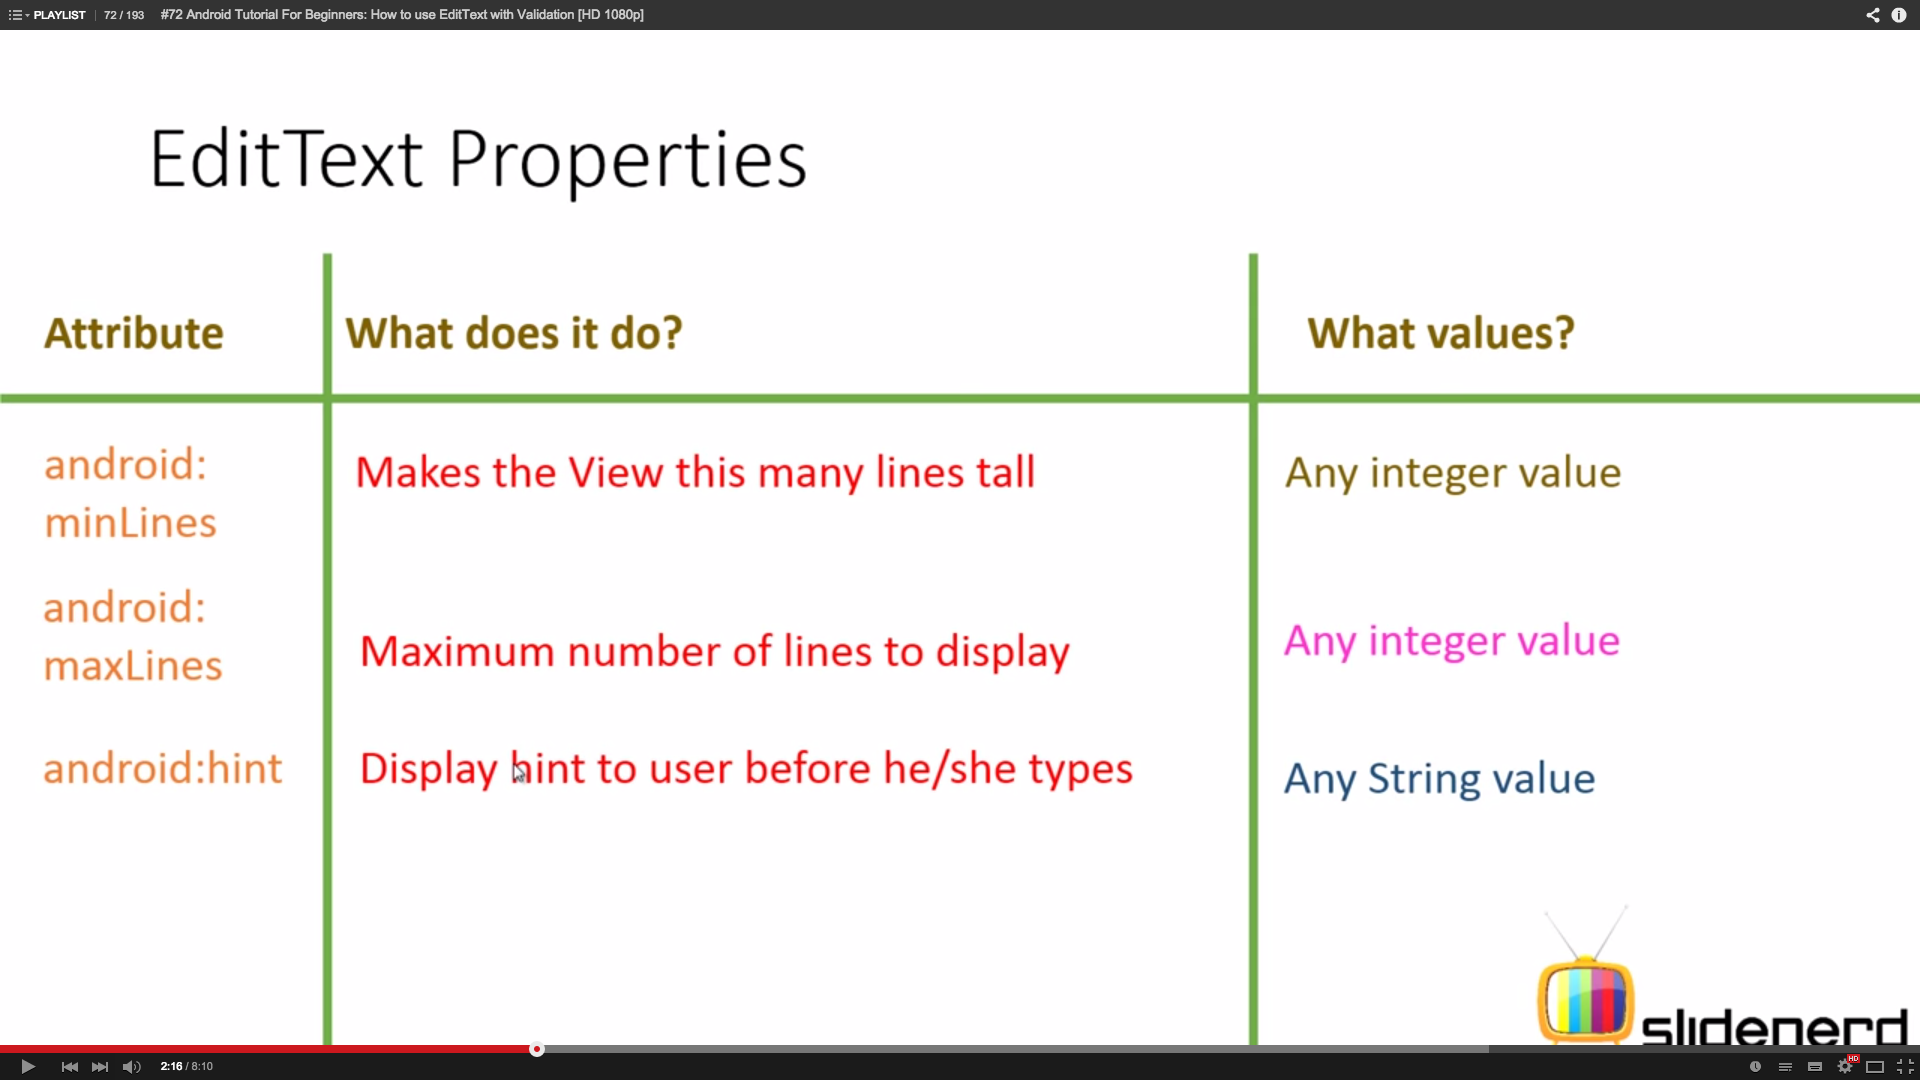 PLAYLIST 72 / 193 #72 Android Tutorial For Beginners: How to use EditText with Validation [HD 1080p]
EditText Properties
Attribute What does it do? What values?
android:
minLines
Makes the View this many lines tall
Any integer value
android:
maxLines
Maximum number of lines to display
Any integer value
android:hint Display hint to user before he/she types Any String value
slidenerd
2:16 / 8:10
HD